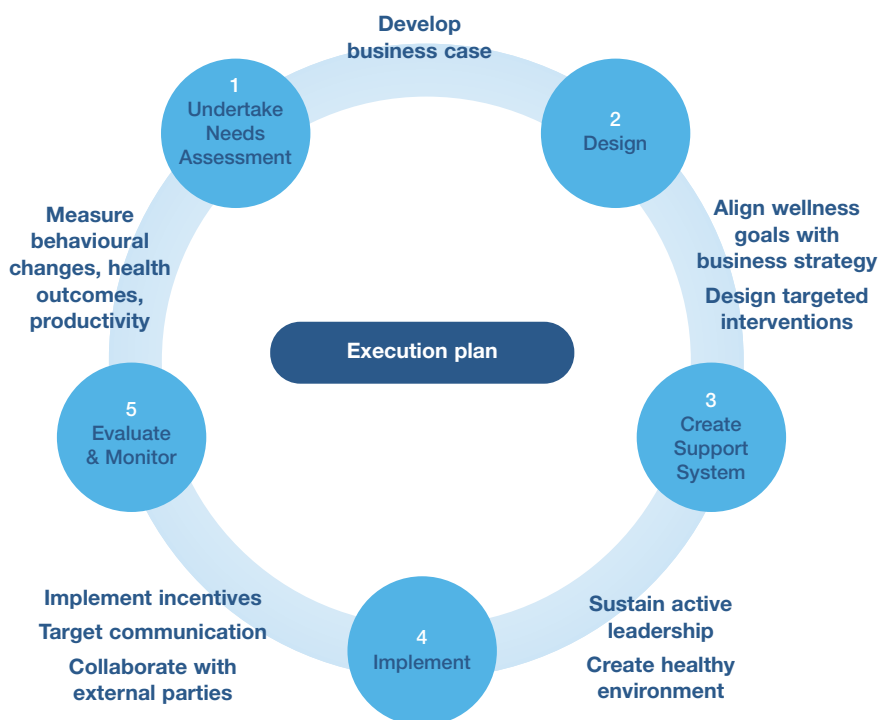 Develop
business case
1
Undertake
Needs
Assessment
2
Design
Align wellness
goals with
business strategy
Design targeted
interventions
3
Create
Support
System
Sustain active
leadership
Create healthy
environment
4
Implement
Implement incentives
Target communication
Collaborate with
external parties
5
Evaluate
& Monitor
Measure
behavioural
changes, health
outcomes,
productivity
Execution plan